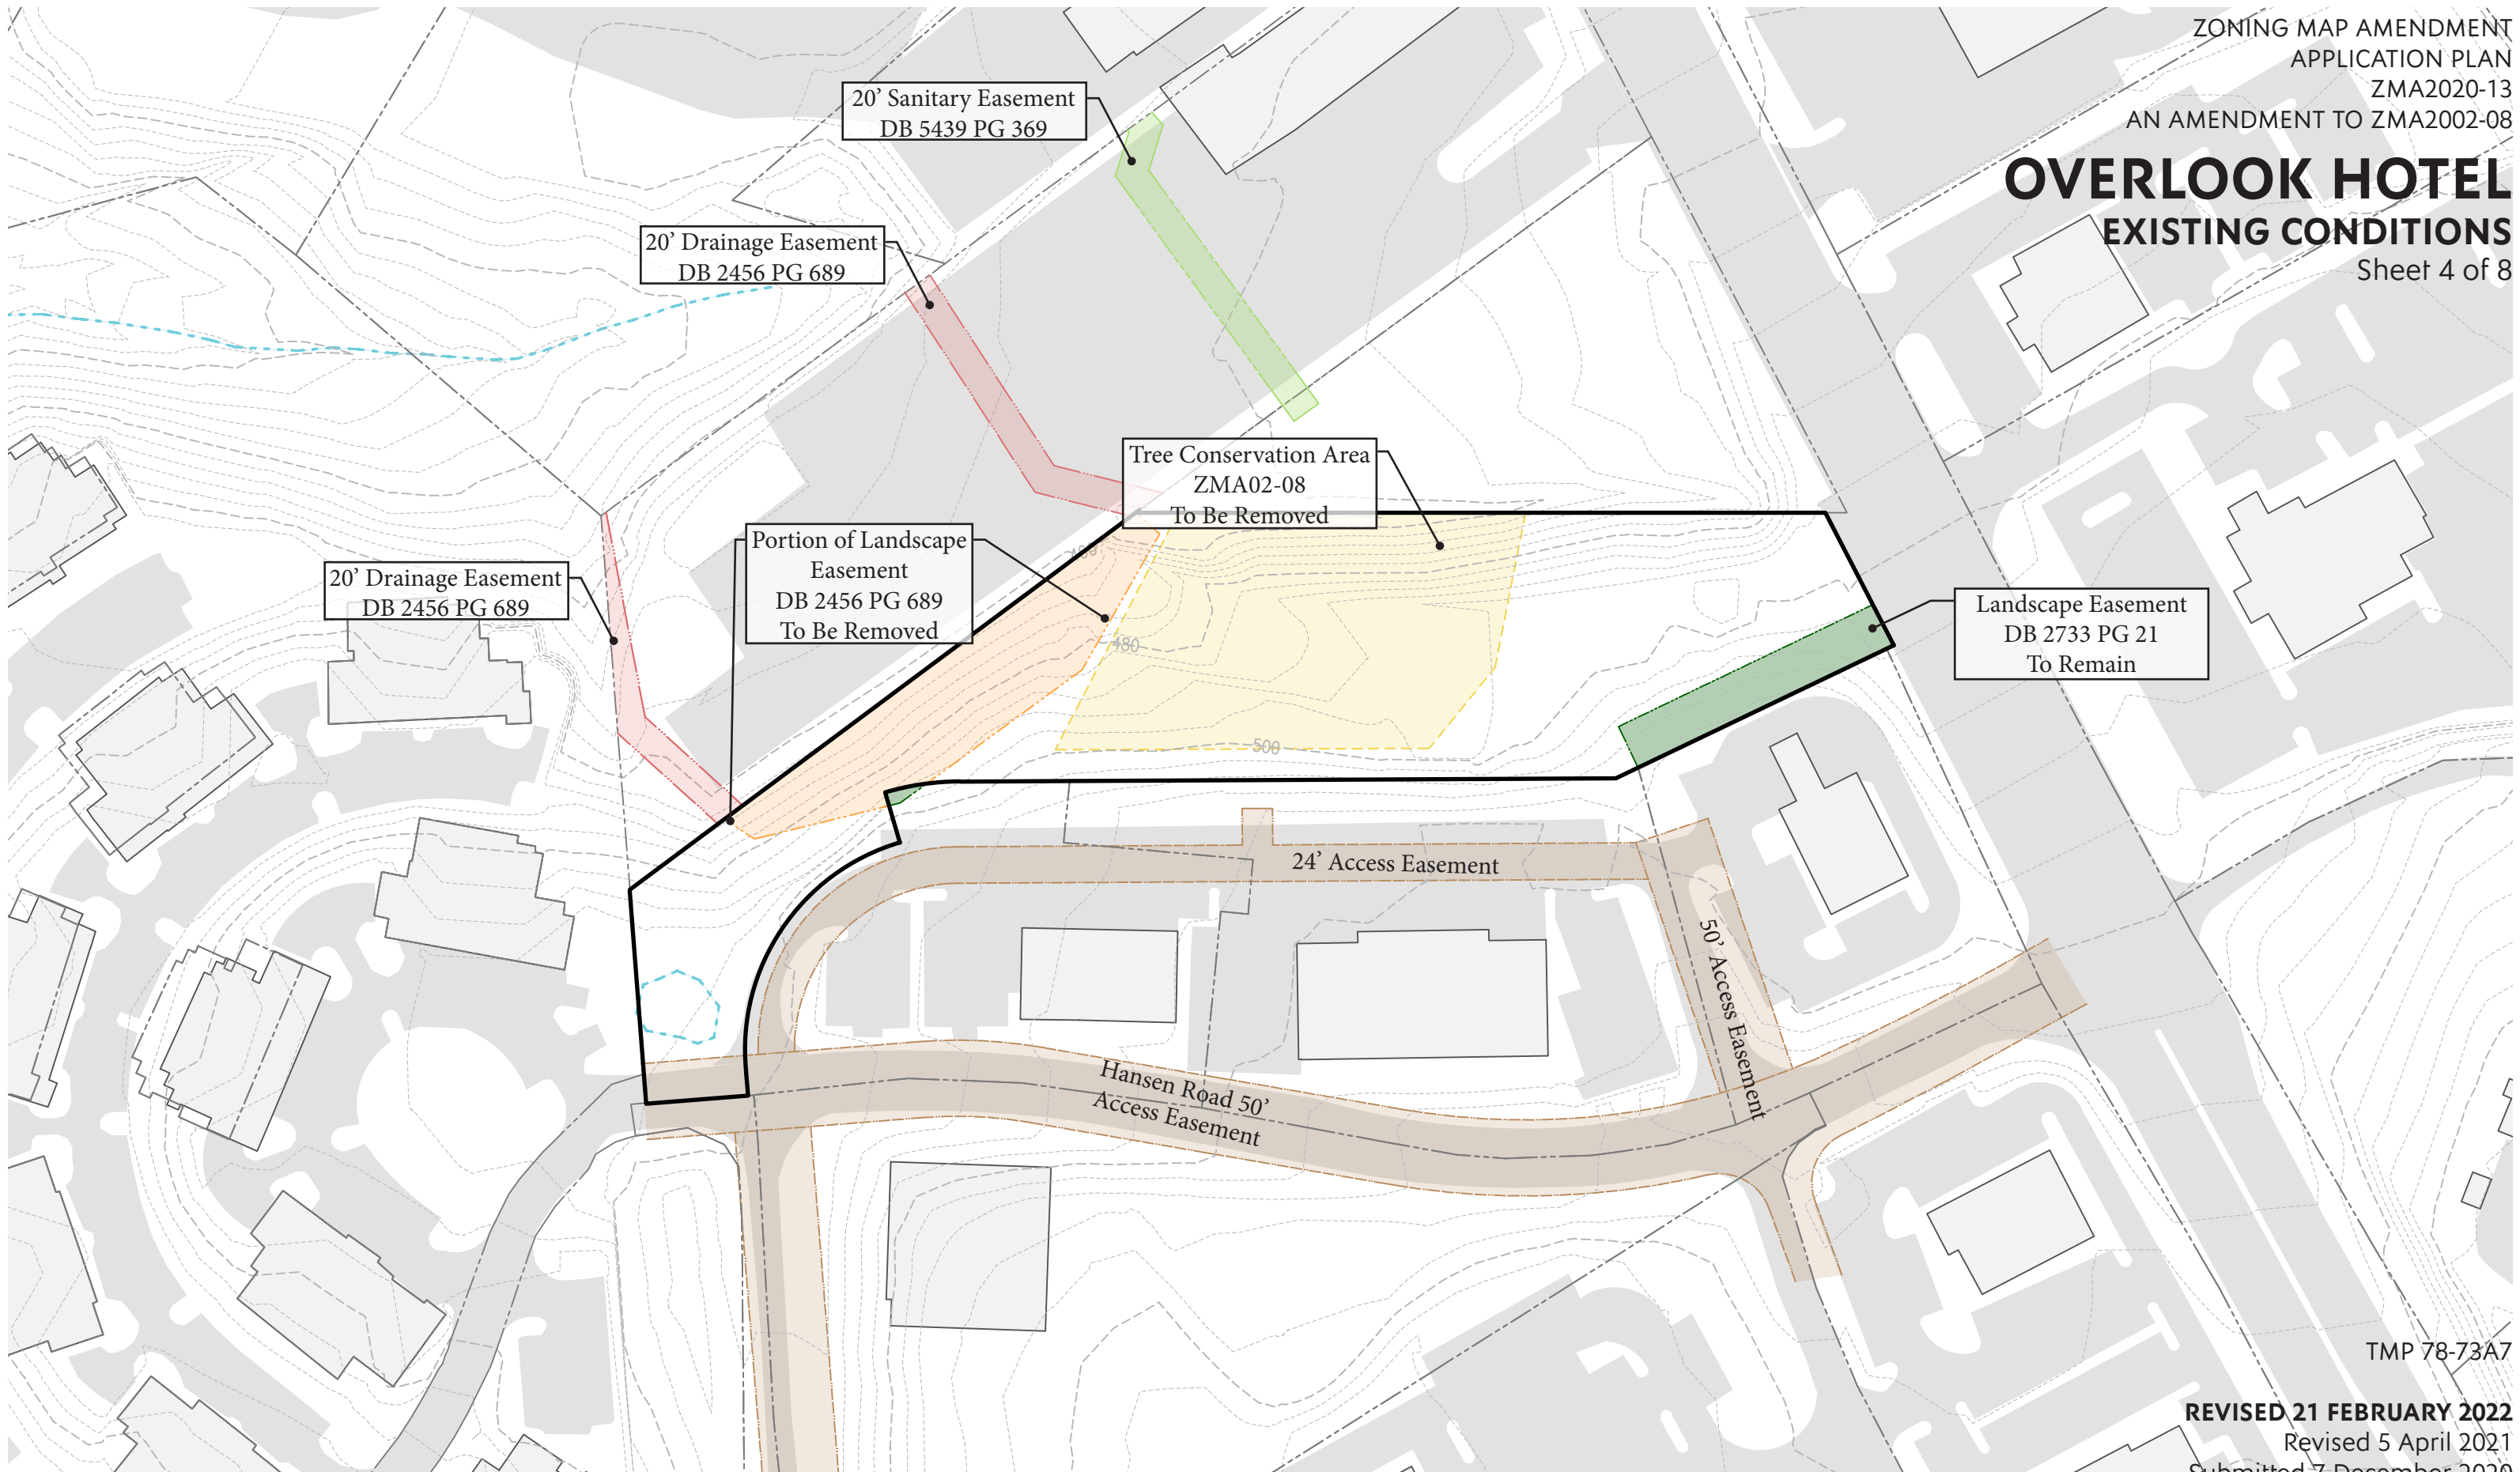 ZONING MAP AMENDMENT
APPLICATION PLAN
ZMA2020-13
AN AMENDMENT TO ZMA2002-08
OVERLOOK HOTEL
EXISTING CONDITIONS
Sheet 4 of 8
20' Sanitary Easement
DB 5439 PG 369
20' Drainage Easement
DB 2456 PG 689
Tree Conservation Area
ZMA02-08
To Be Removed
Portion of Landscape
Easement
DB 2456 PG 689
To Be Removed
20' Drainage Easement
DB 2456 PG 689
Landscape Easement
DB 2733 PG 21
To Remain
480
500
24' Access Easement
50' Access Easement
Hansen Road 50'
Access Easement
TMP 78-73A7
REVISED 21 FEBRUARY 2022
Revised 5 April 2021
Submitted 7 December 2020